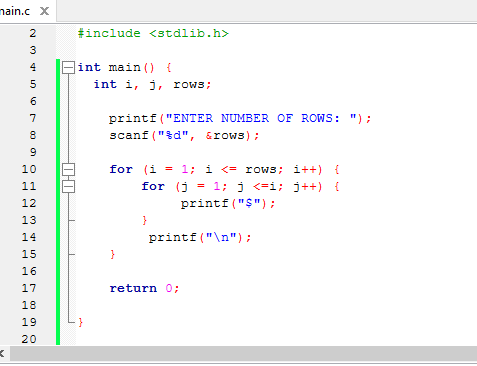 main.c X
2 #include <stdlib.h>
3
4 int main() {
5 int i, j, rows;
6
7 printf("ENTER NUMBER OF ROWS: ");
8 scanf("%d", &rows);
9
10 for (i = 1; i <= rows; i++) {
11 for (j = 1; j <=i; j++) {
12 printf("$");
13 }
14 printf("\n");
15 }
16
17 return 0;
18
19 }
20